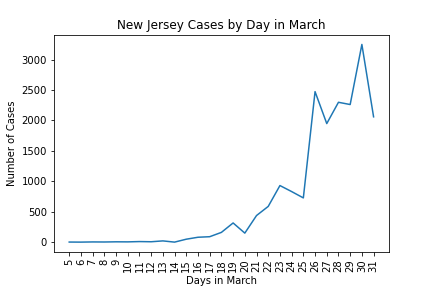 New Jersey Cases by Day in March
Number of Cases
3000
2500
2000
1500
1000
500
0
5 6 7 8 9 10 11 12 13 14 15 16 17 18 19 20 21 22 23 24 25 26 27 28 29 30 31
Days in March